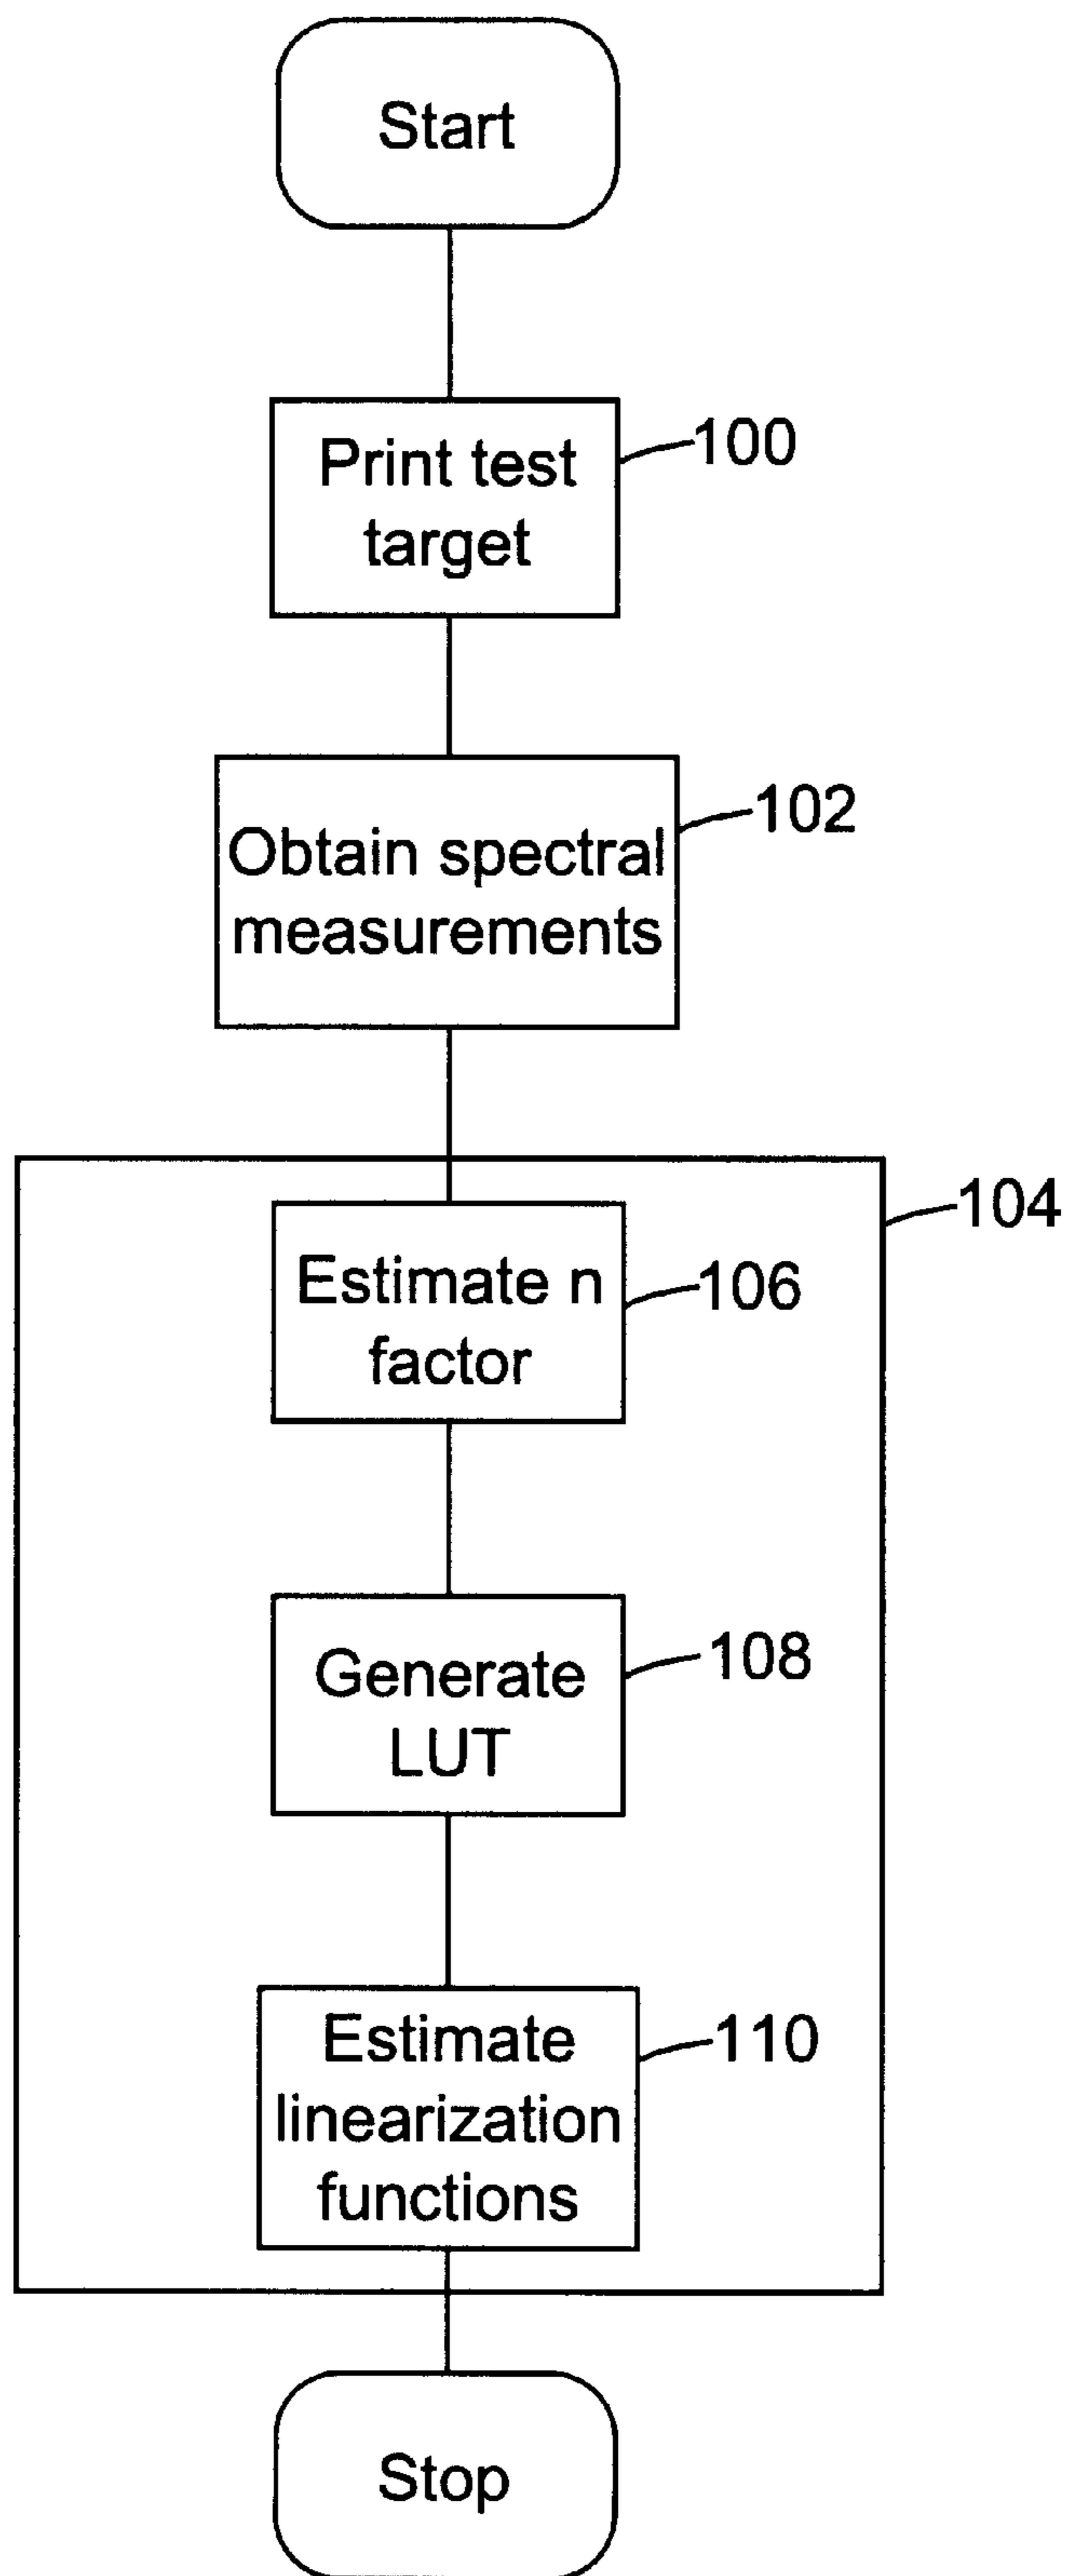 Start
Print test
target
100
Obtain spectral
measurements
102
104
Estimate n
factor
106
Generate
LUT
108
Estimate
linearization
functions
110
Stop